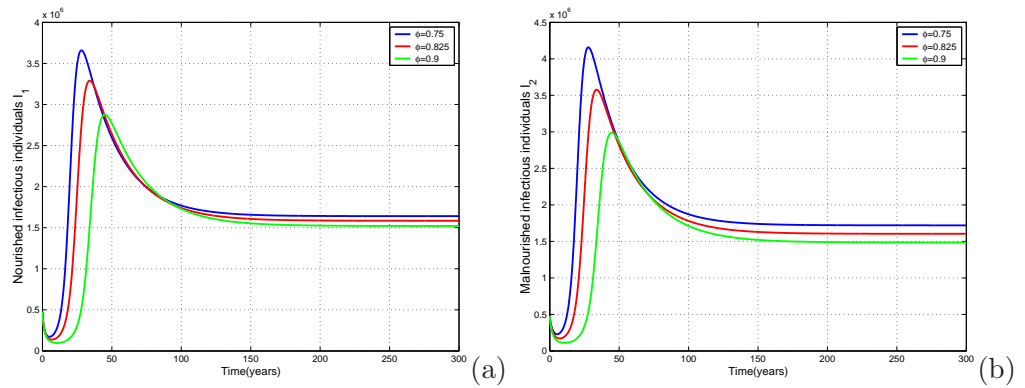 x 10^6
4
3.5
3
2.5
2
1.5
1
0.5
0
0 50 100 150 200 250 300
Time(years)
Nourished infectious individuals I_1
ϕ=0.75
ϕ=0.825
ϕ=0.9
(a)
x 10^6
4.5
4
3.5
3
2.5
2
1.5
1
0.5
0
0 50 100 150 200 250 300
Time(years)
Malnourished infectious individuals I_2
ϕ=0.75
ϕ=0.825
ϕ=0.9
(b)